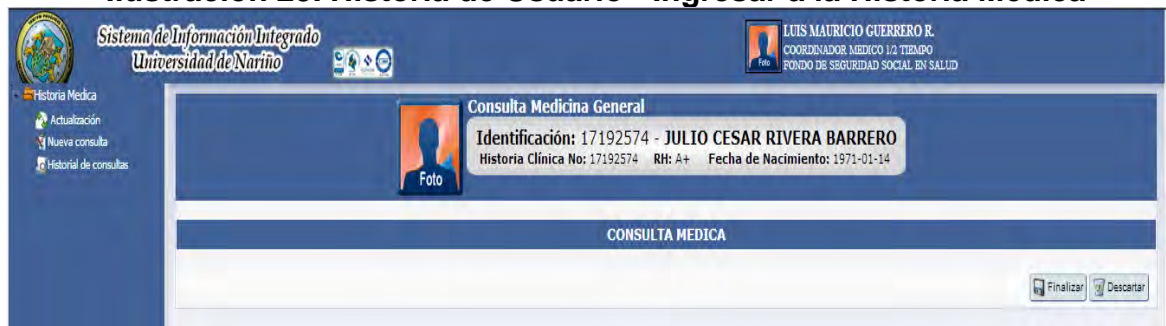 Ilustración 28. Historia de Usuario - Ingresar a la Historia Médica
Sistema de Información Integrado
Universidad de Nariño
Foto
LUIS MAURICIO GUERRERO R.
COORDINADOR MEDICO 1/2 TIEMPO
FONDO DE SEGURIDAD SOCIAL EN SALUD
Historia Medica
Actualización
Nueva consulta
Historial de consultas
Foto
Consulta Medicina General
Identificación: 17192574 - JULIO CESAR RIVERA BARRERO
Historia Clínica No: 17192574 RH: A+ Fecha de Nacimiento: 1971-01-14
CONSULTA MEDICA
Finalizar
Descartar